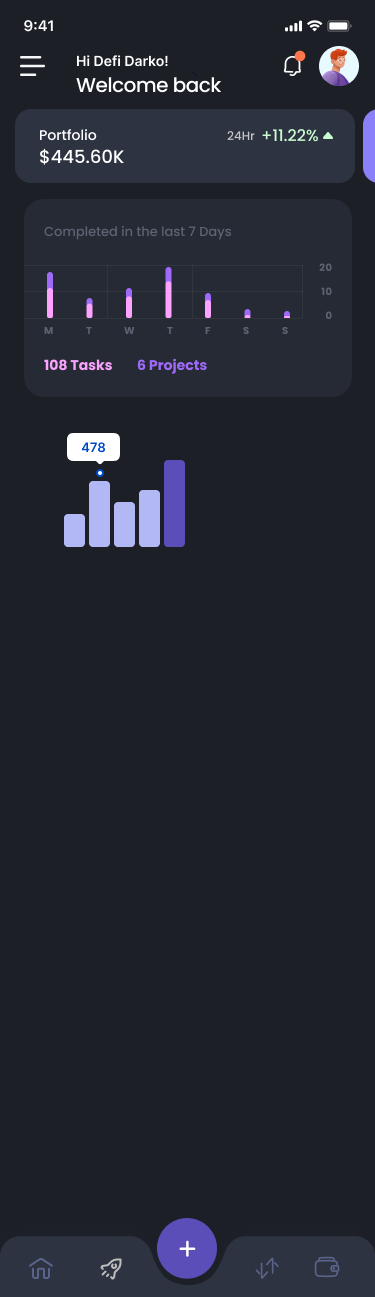 9:41
Hi Defi Darko!
Welcome back
Portfolio
24Hr +11.22%
$445.60K
Completed in the last 7 Days
20
10
0
M T W T F S S
108 Tasks 6 Projects
478
+